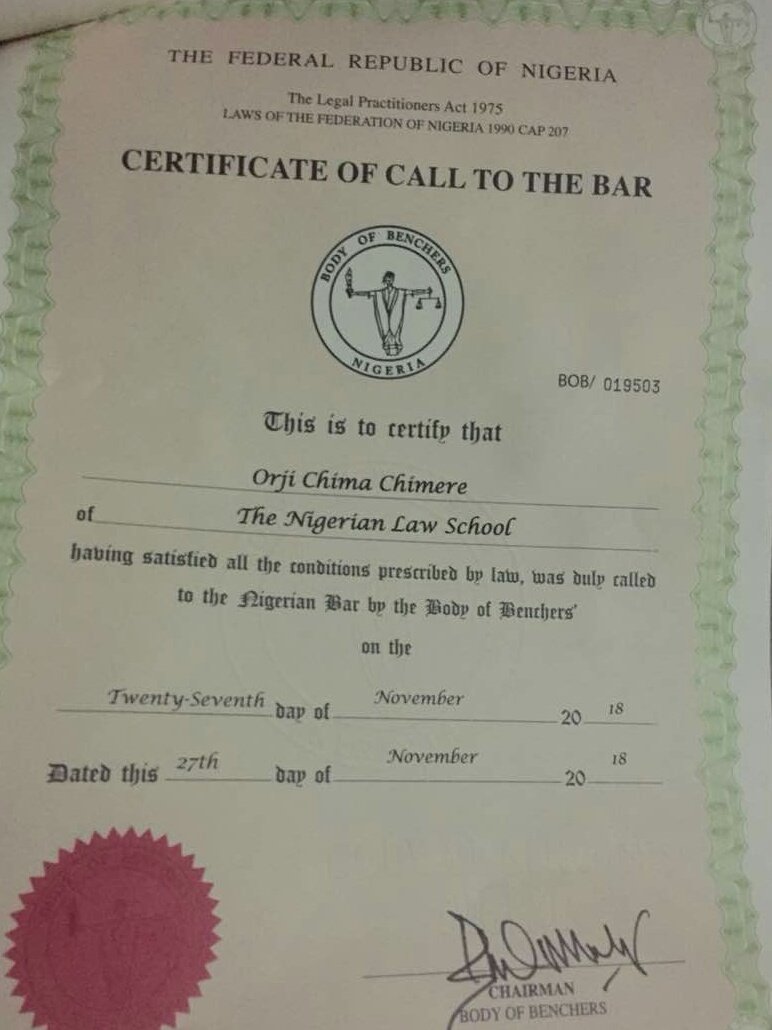 THE FEDERAL REPUBLIC OF NIGERIA
The Legal Practitioners Act 1975
LAWS OF THE FEDERATION OF NIGERIA 1990 CAP 207
CERTIFICATE OF CALL TO THE BAR
BODY OF BENCHERS
NIGERIA
BOB/ 019503
This is to certify that
Orji Chima Chimere
of The Nigerian Law School
having satisfied all the conditions prescribed by law, was duly called
to the Nigerian Bar by the Body of Benchers'
on the
Twenty-Seventh day of November 20 18
Dated this 27th day of November 20 18
CHAIRMAN
BODY OF BENCHERS